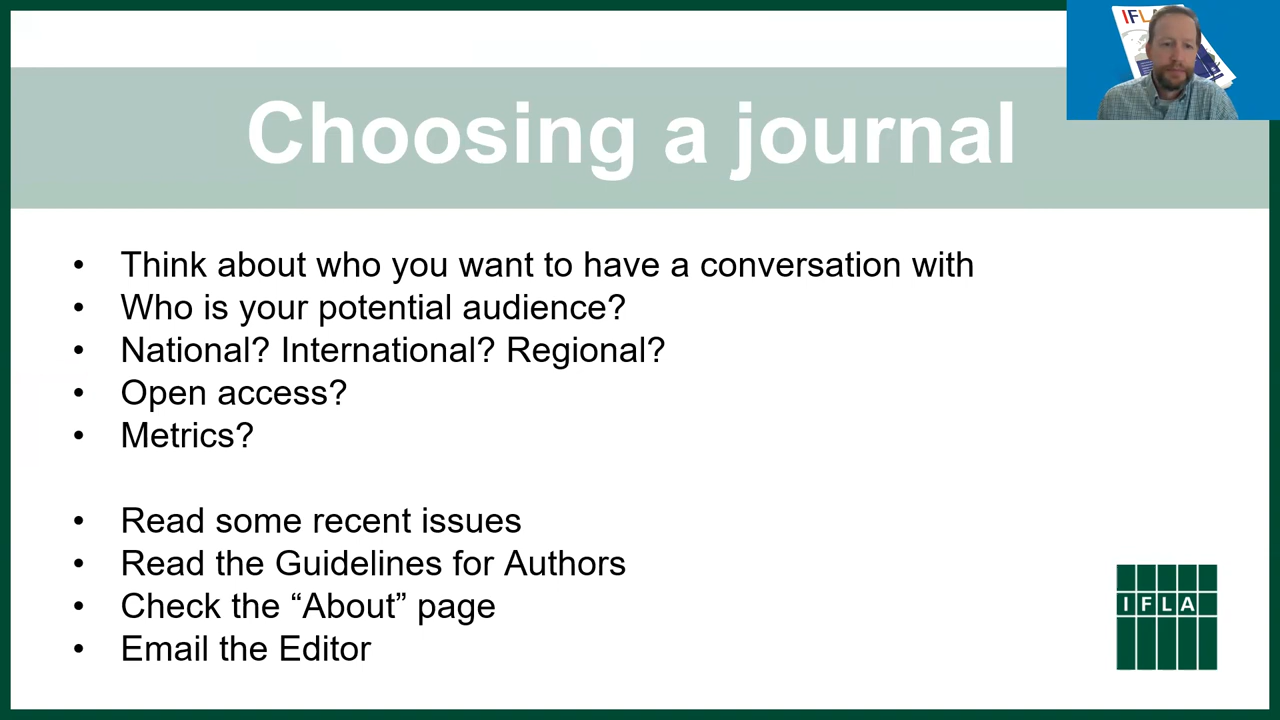 Choosing a journal
• Think about who you want to have a conversation with
• Who is your potential audience?
• National? International? Regional?
• Open access?
• Metrics?
• Read some recent issues
• Read the Guidelines for Authors
• Check the “About” page
• Email the Editor
IFLA